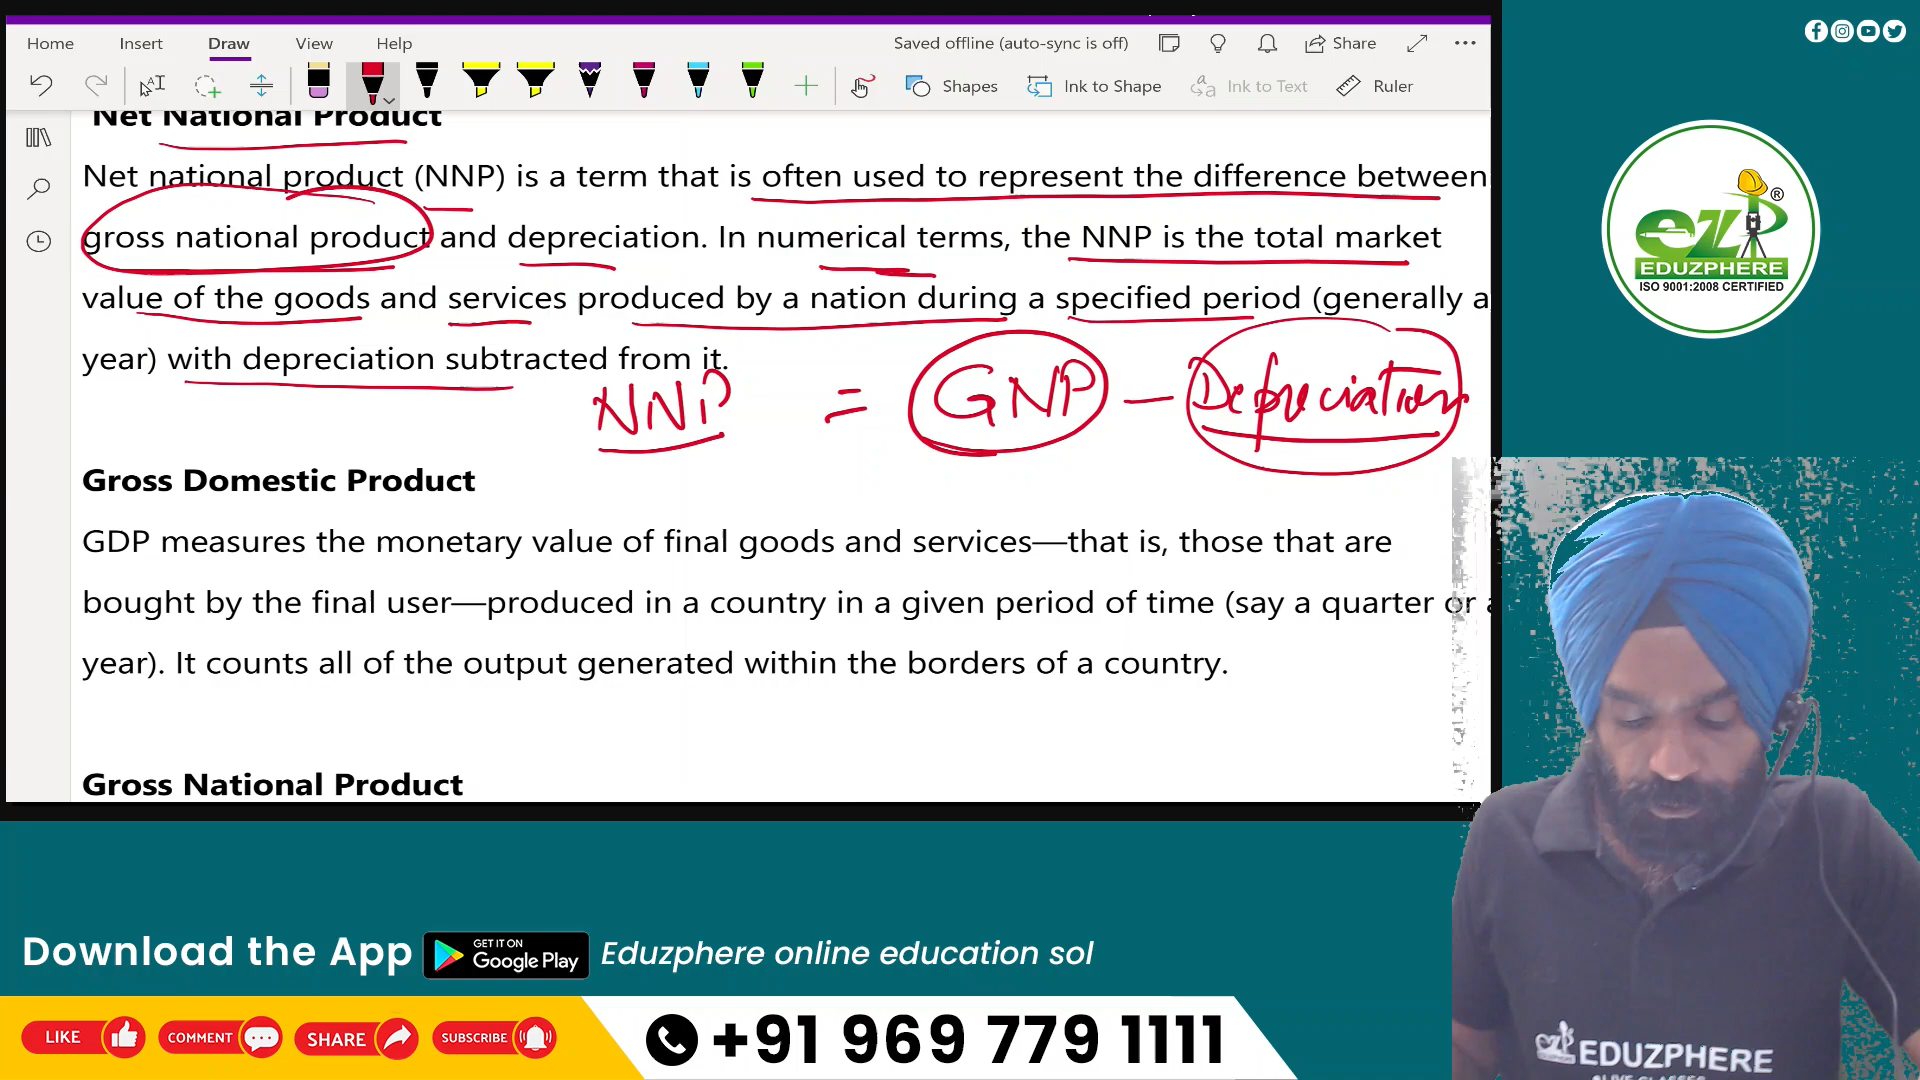 Home Insert Draw View Help Saved offline (auto-sync is off) Share
Shapes Ink to Shape Ink to Text Ruler
Net National Product
Net national product (NNP) is a term that is often used to represent the difference between
gross national product and depreciation. In numerical terms, the NNP is the total market
value of the goods and services produced by a nation during a specified period (generally a
year) with depreciation subtracted from it.
NNP = GNP - Depreciation
Gross Domestic Product
GDP measures the monetary value of final goods and services—that is, those that are
bought by the final user—produced in a country in a given period of time (say a quarter or a
year). It counts all of the output generated within the borders of a country.
Gross National Product
ezp
®
EDUZPHERE
ISO 9001:2008 CERTIFIED
Download the App GET IT ON Google Play Eduzphere online education sol
LIKE COMMENT SHARE SUBSCRIBE +91 969 779 1111
ezp EDUZPHERE